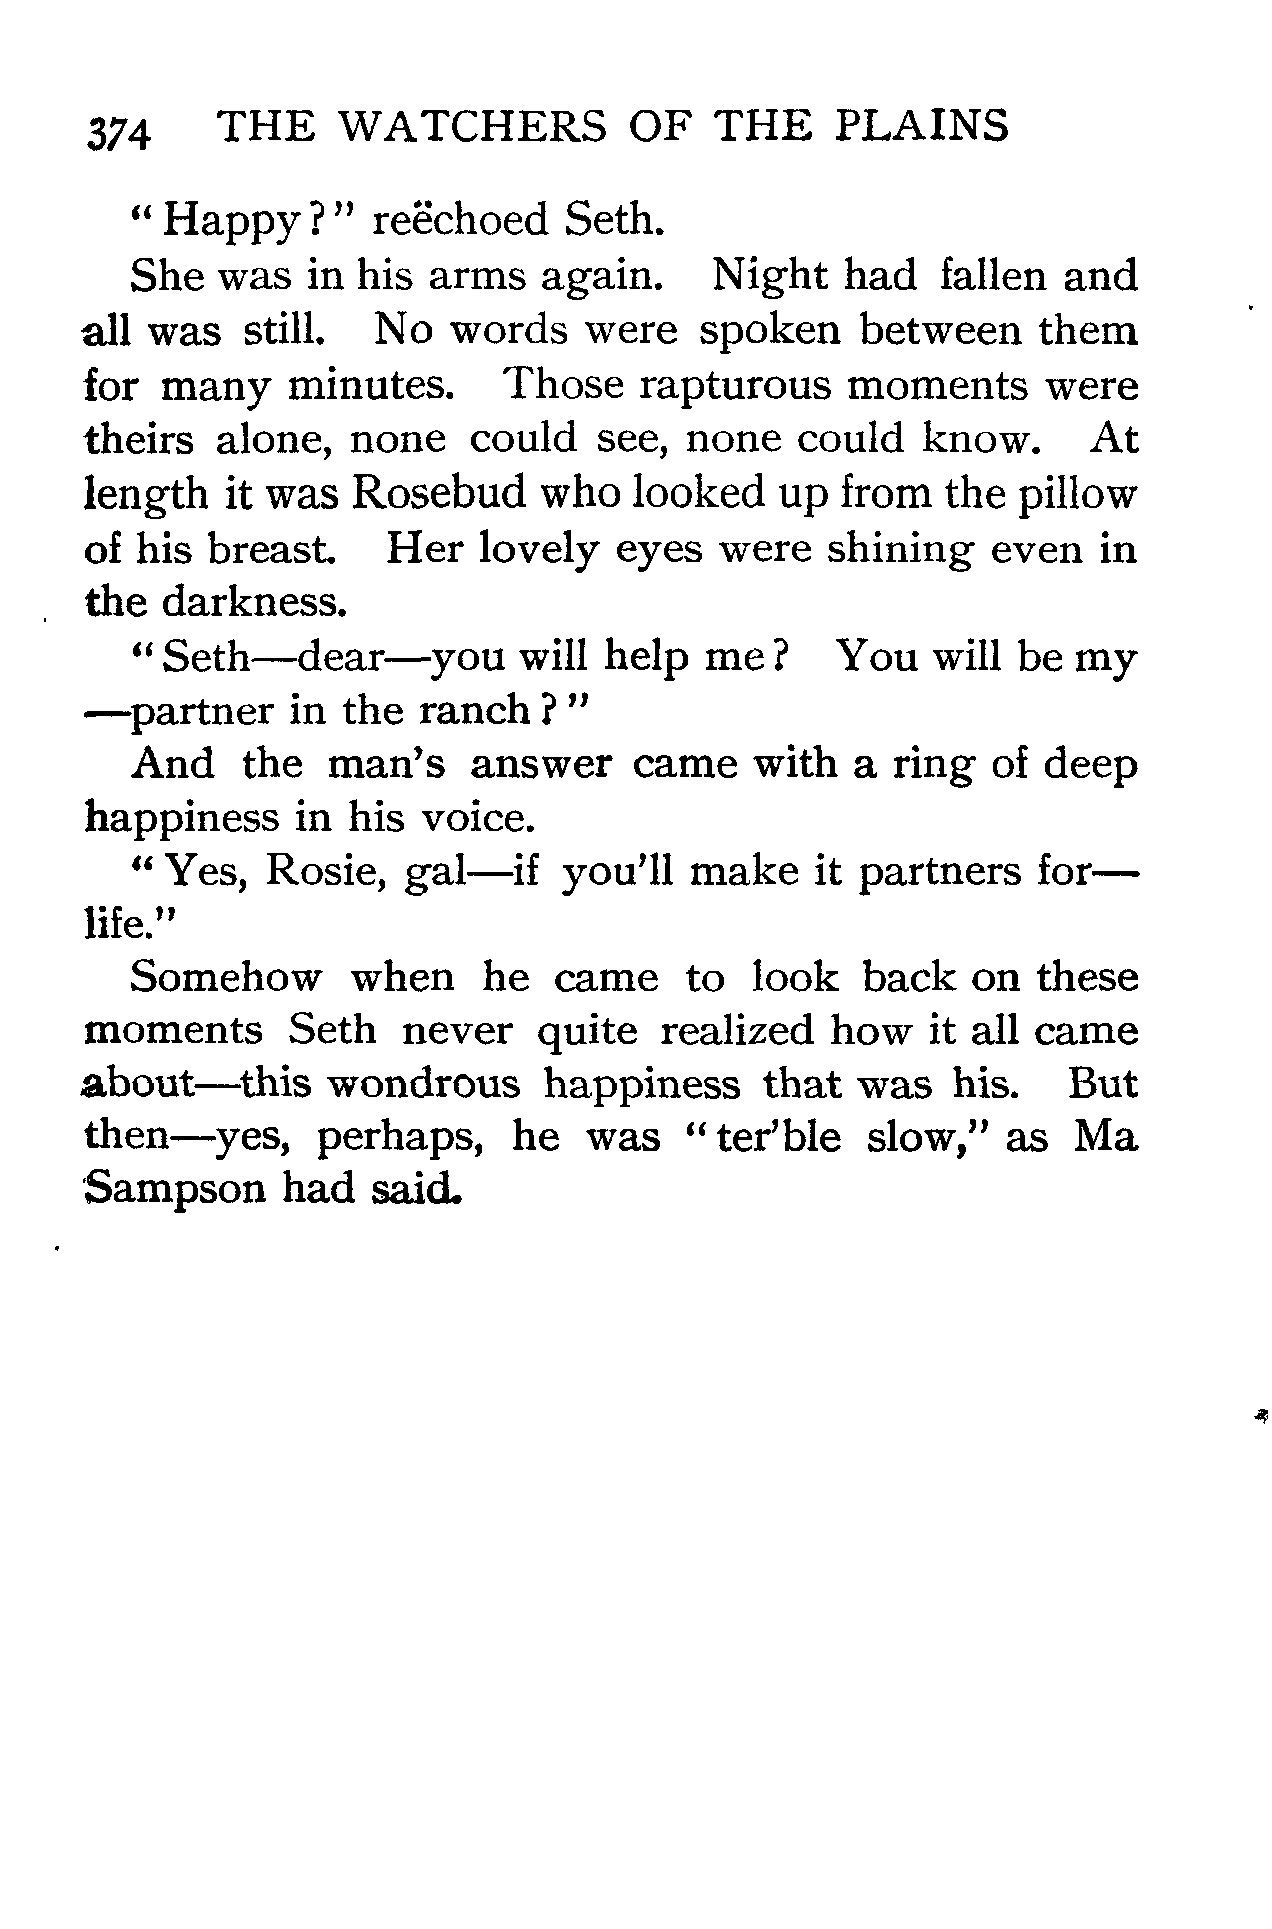 374 THE WATCHERS OF THE PLAINS
“Happy?” reëchoed Seth.
She was in his arms again. Night had fallen and
all was still. No words were spoken between them
for many minutes. Those rapturous moments were
theirs alone, none could see, none could know. At
length it was Rosebud who looked up from the pillow
of his breast. Her lovely eyes were shining even in
the darkness.
“Seth—dear—you will help me? You will be my
—partner in the ranch?”
And the man’s answer came with a ring of deep
happiness in his voice.
“Yes, Rosie, gal—if you’ll make it partners for—
life.”
Somehow when he came to look back on these
moments Seth never quite realized how it all came
about—this wondrous happiness that was his. But
then—yes, perhaps, he was “ter’ble slow,” as Ma
Sampson had said.